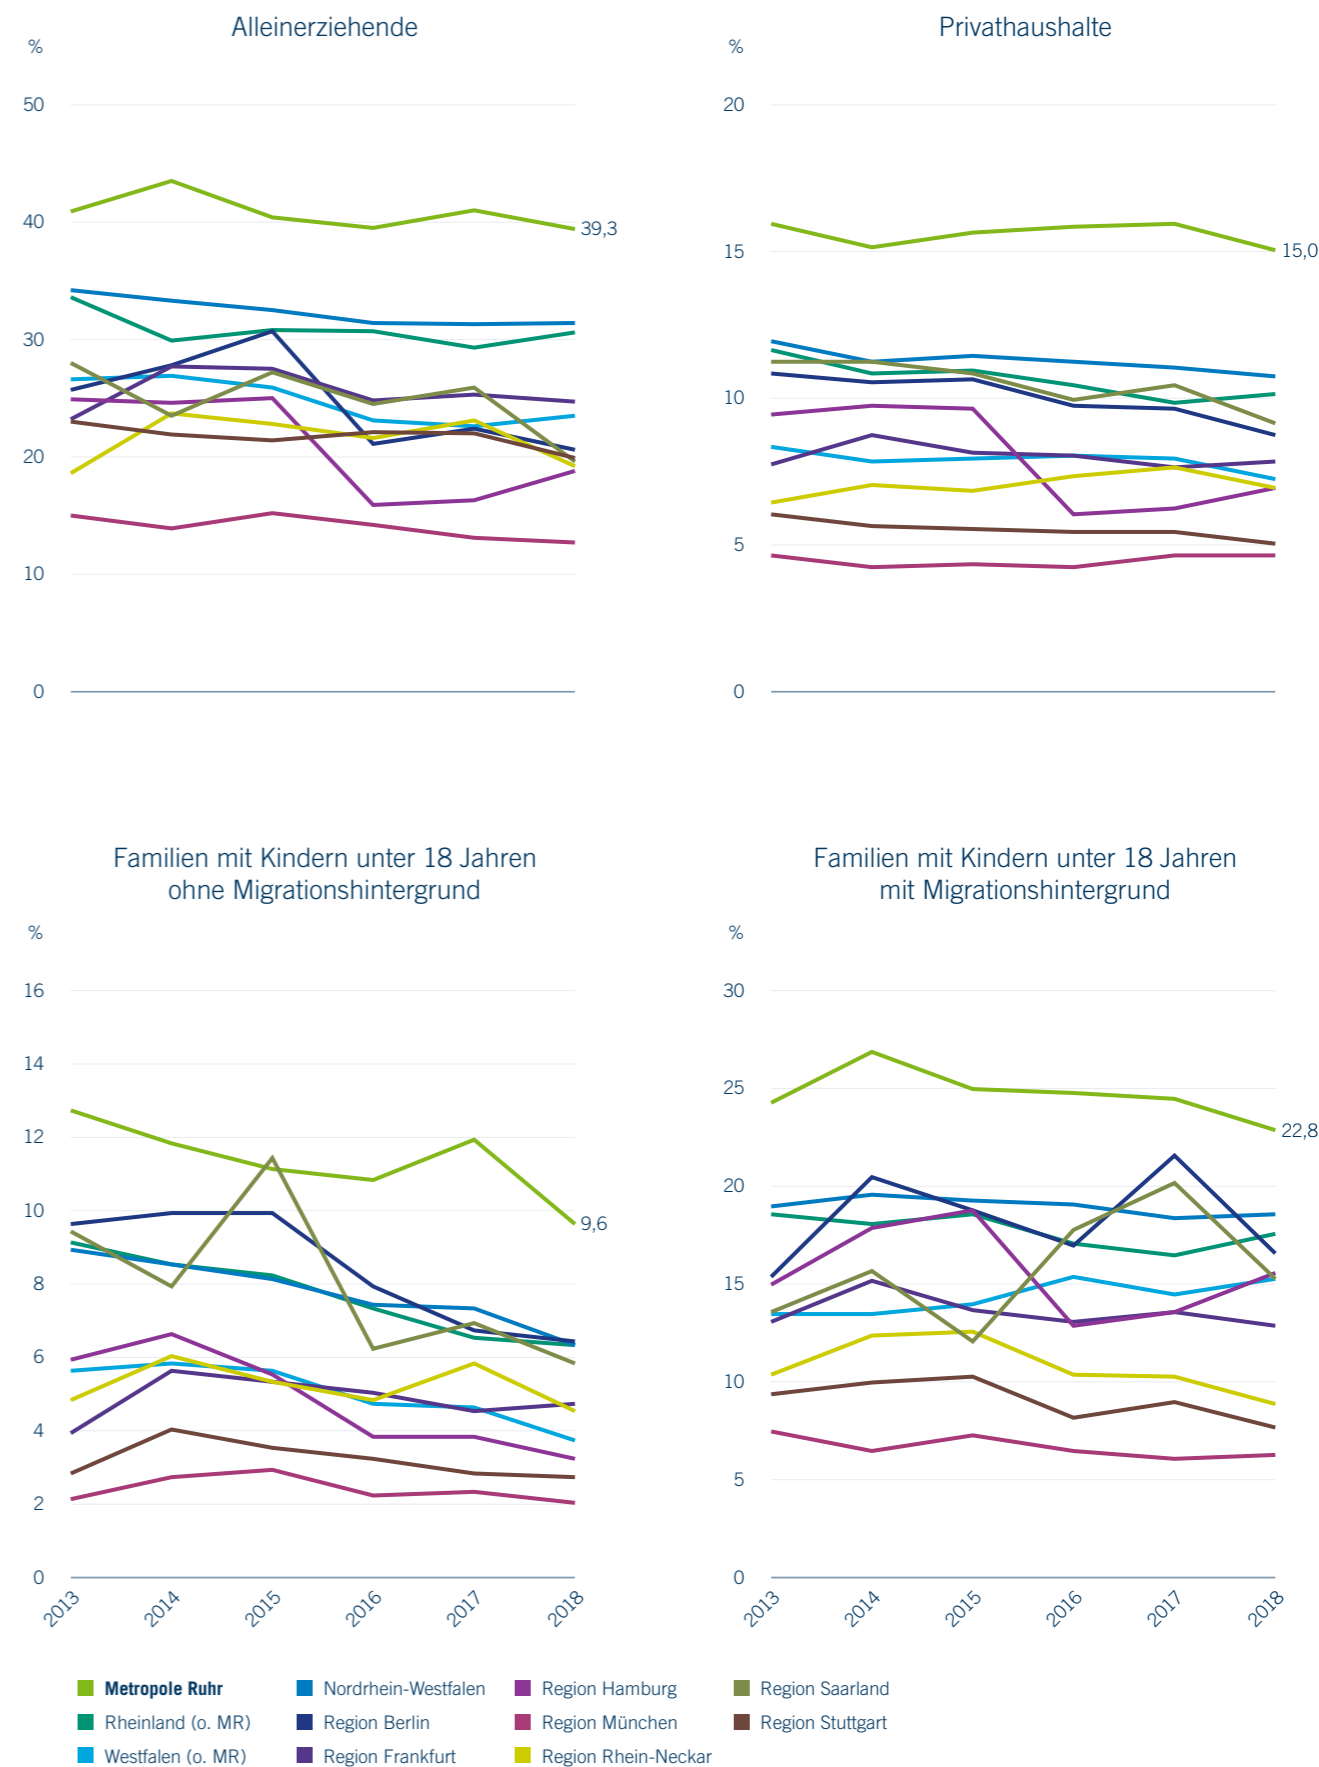 Alleinerziehende
%
50
40
30
20
10
0
39,3
Privathaushalte
%
20
15
10
5
0
15,0
Familien mit Kindern unter 18 Jahren
ohne Migrationshintergrund
%
16
14
12
10
8
6
4
2
0
9,6
2013
2014
2015
2016
2017
2018
Familien mit Kindern unter 18 Jahren
mit Migrationshintergrund
%
30
25
20
15
10
5
0
22,8
2013
2014
2015
2016
2017
2018
Metropole Ruhr
Rheinland (o. MR)
Westfalen (o. MR)
Nordrhein-Westfalen
Region Berlin
Region Frankfurt
Region Hamburg
Region München
Region Rhein-Neckar
Region Saarland
Region Stuttgart